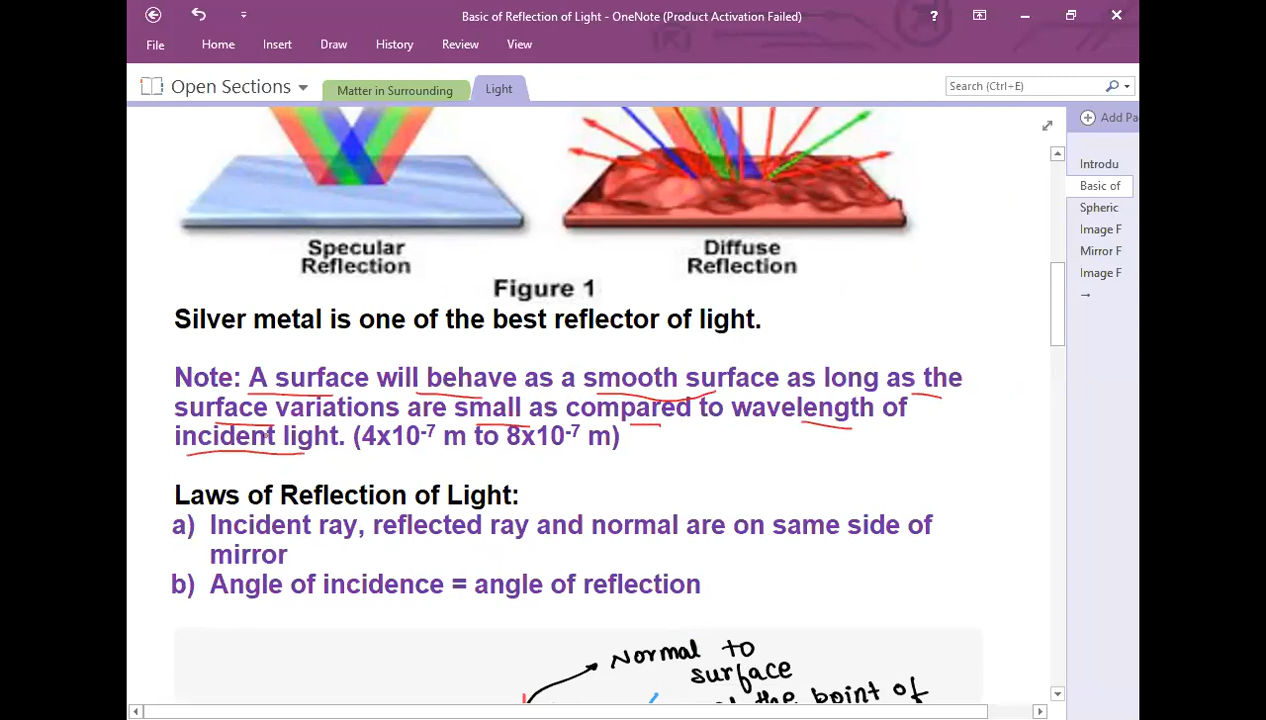 Basic of Reflection of Light - OneNote (Product Activation Failed)
?
File Home Insert Draw History Review View
Open Sections Matter in Surrounding Light Search (Ctrl+E)
Add Pa
Introdu
Basic of
Spheric
Image F
Mirror F
Image F
→
Specular Diffuse
Reflection Reflection
Figure 1
Silver metal is one of the best reflector of light.
Note: A surface will behave as a smooth surface as long as the
surface variations are small as compared to wavelength of
incident light. (4x10⁻⁷ m to 8x10⁻⁷ m)
Laws of Reflection of Light:
a) Incident ray, reflected ray and normal are on same side of
mirror
b) Angle of incidence = angle of reflection
Normal to
surface
the point of